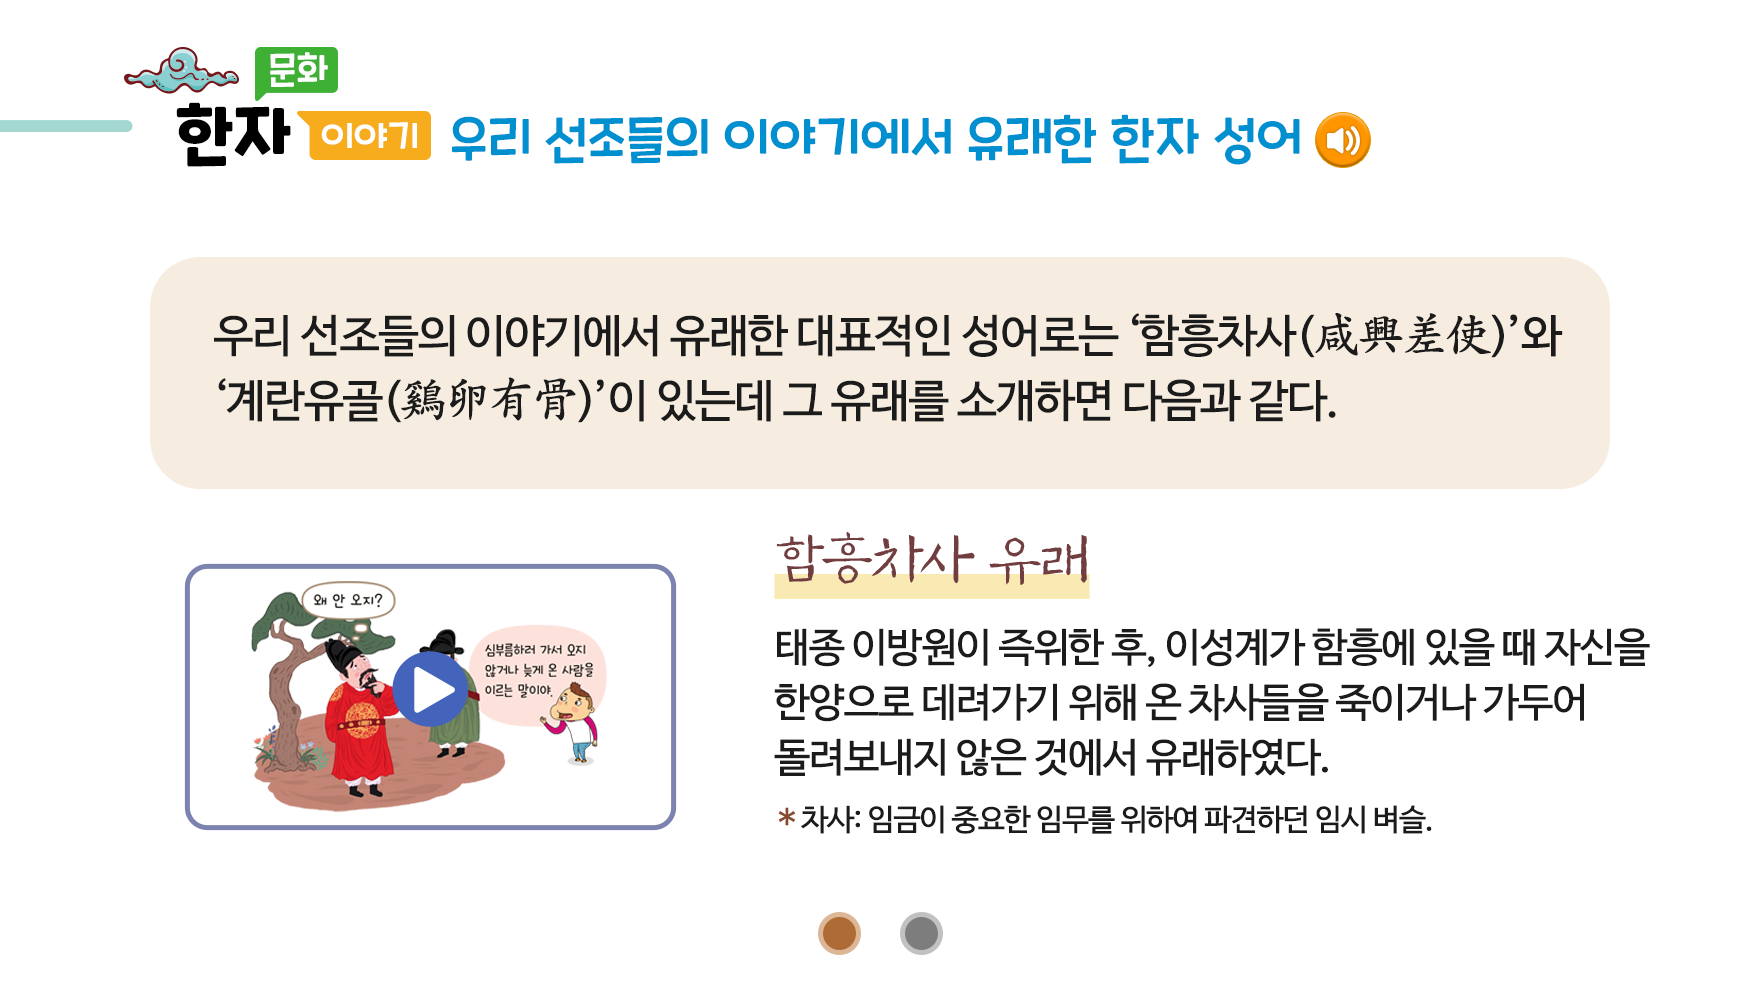 문화
한자 이야기 우리 선조들의 이야기에서 유래한 한자 성어
우리 선조들의 이야기에서 유래한 대표적인 성어로는 ‘함흥차사(咸興差使)’와
‘계란유골(鷄卵有骨)’이 있는데 그 유래를 소개하면 다음과 같다.
왜 안 오지?
심부름하러 가서 오지
않거나 늦게 온 사람을
이르는 말이야.
함흥차사 유래
태종 이방원이 즉위한 후, 이성계가 함흥에 있을 때 자신을
한양으로 데려가기 위해 온 차사들을 죽이거나 가두어
돌려보내지 않은 것에서 유래하였다.
*차사: 임금이 중요한 임무를 위하여 파견하던 임시 벼슬.